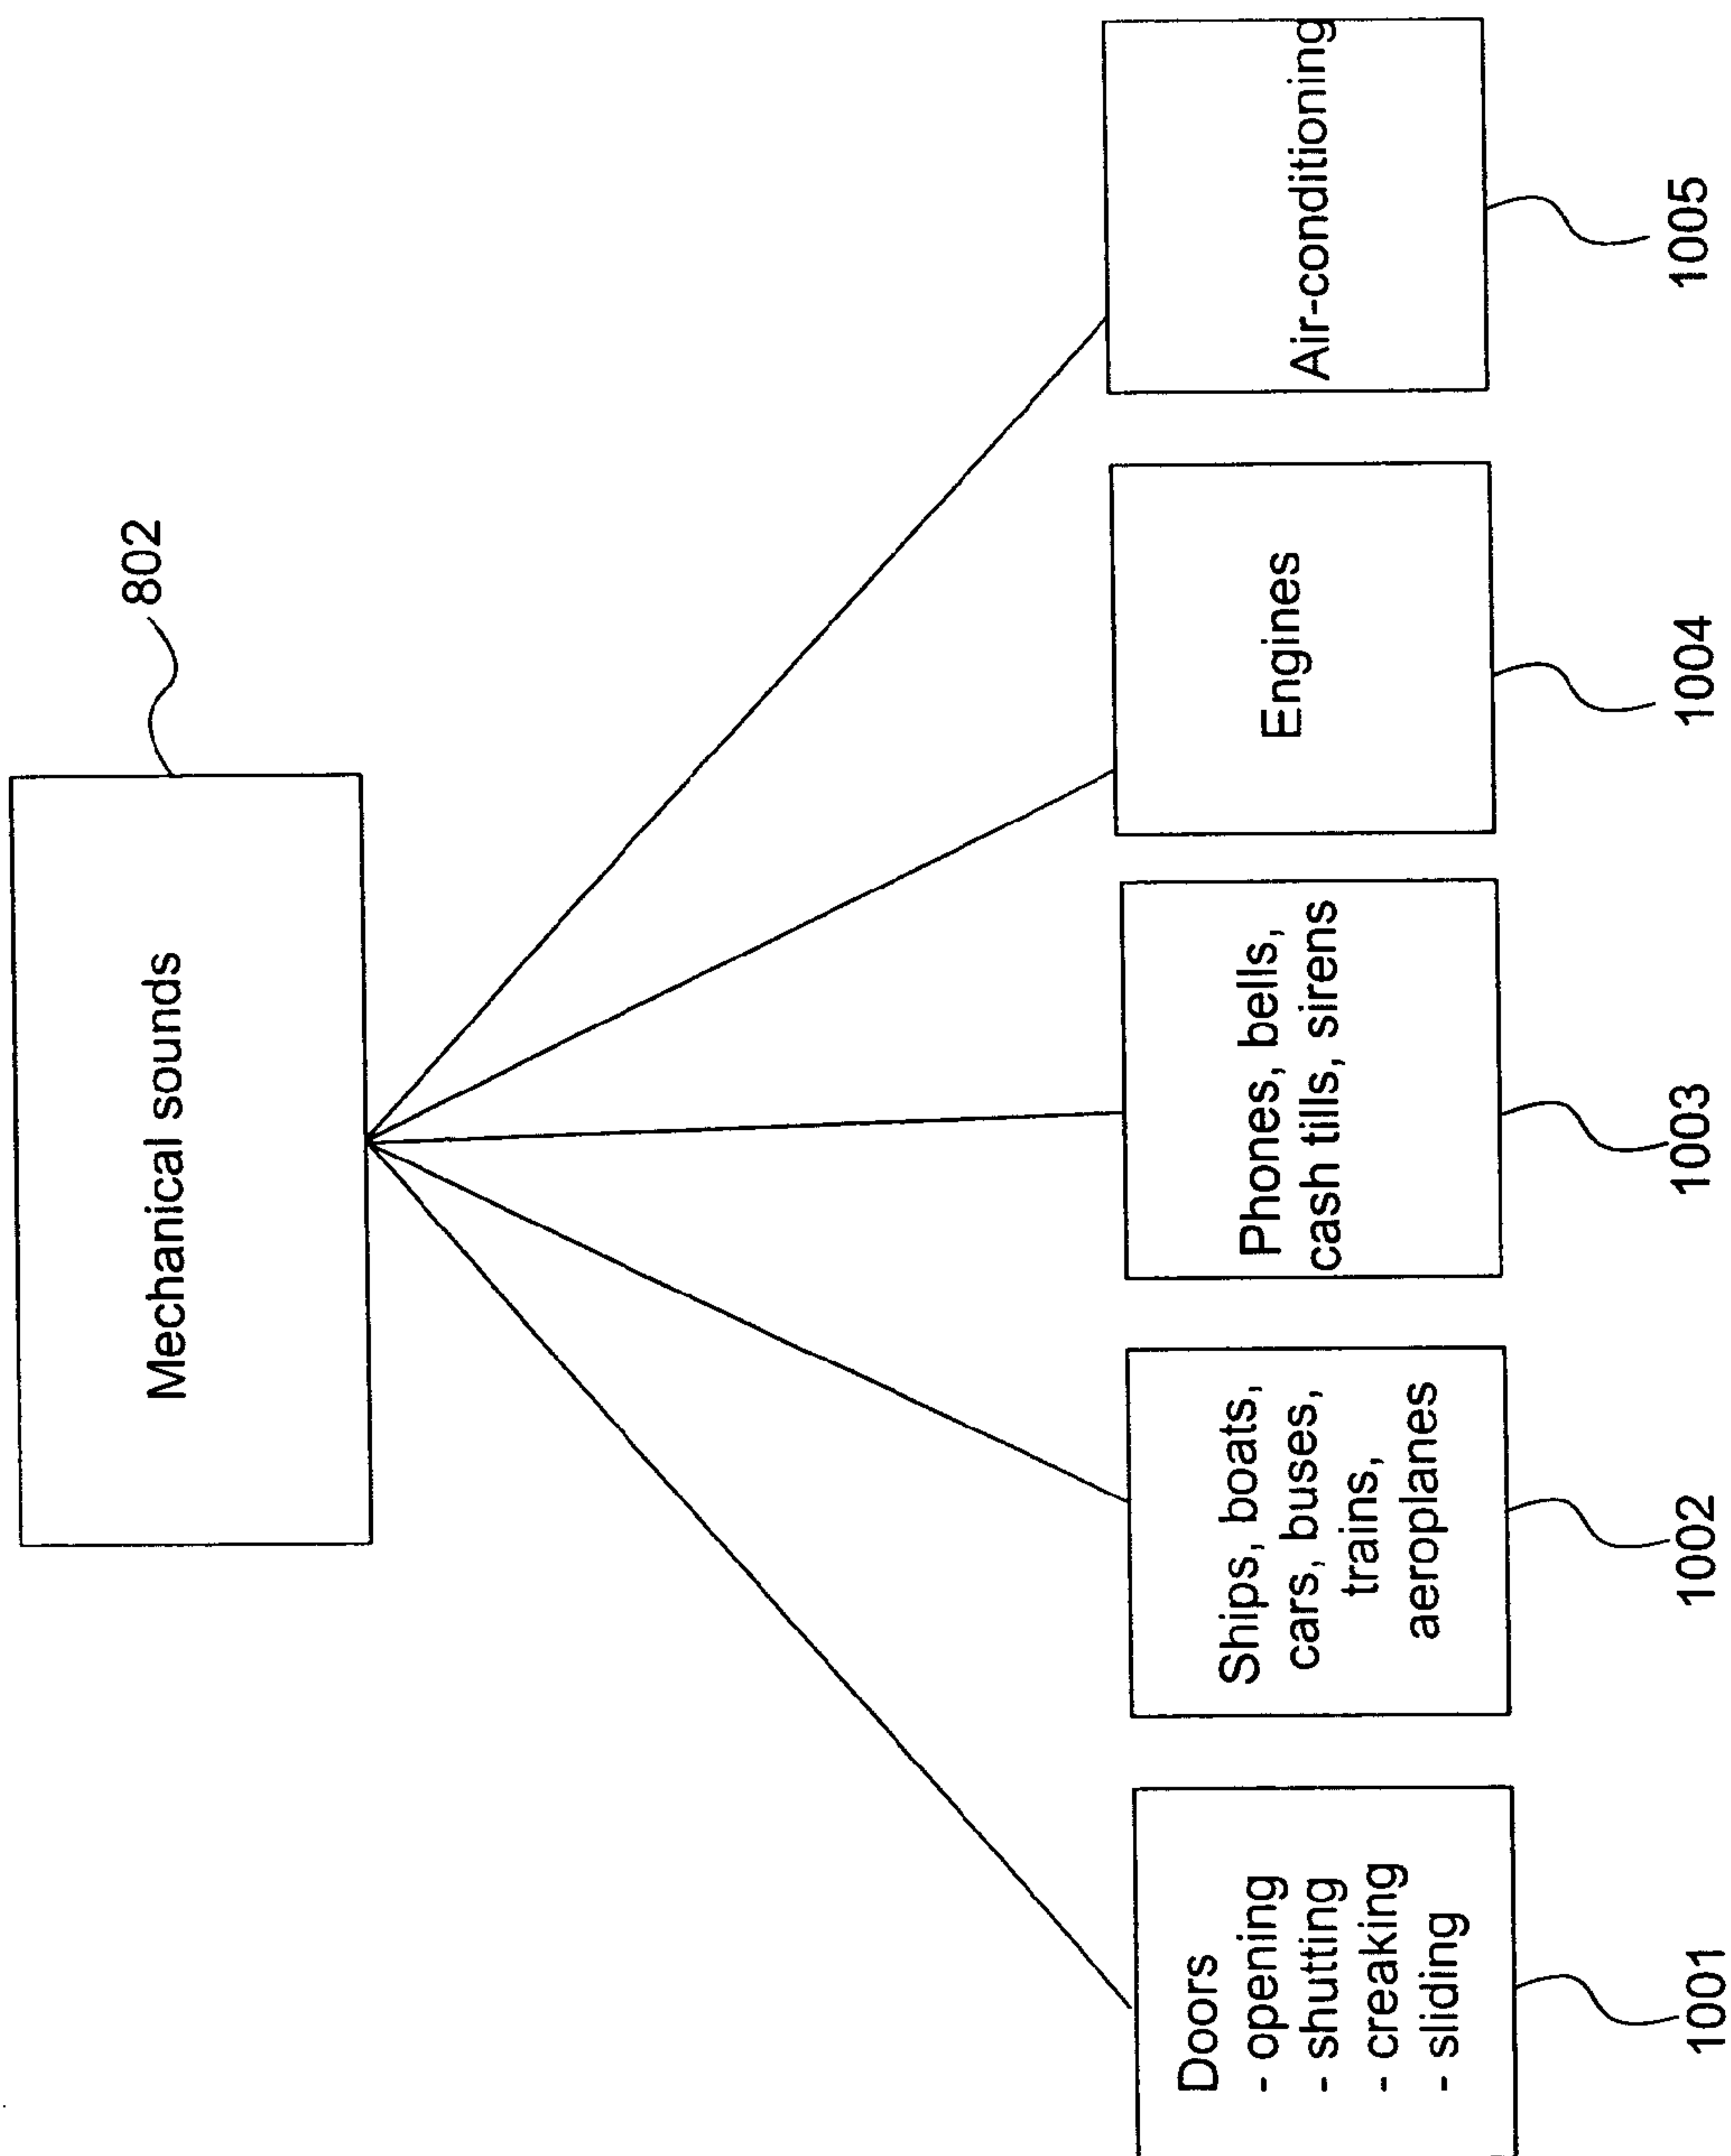 Mechanical sounds
802
Doors
- opening
- shutting
- creaking
- sliding
1001
Ships, boats,
cars, buses,
trains,
aeroplanes
1002
Phones, bells,
cash tills, sirens
1003
Engines
1004
Air-conditioning
1005